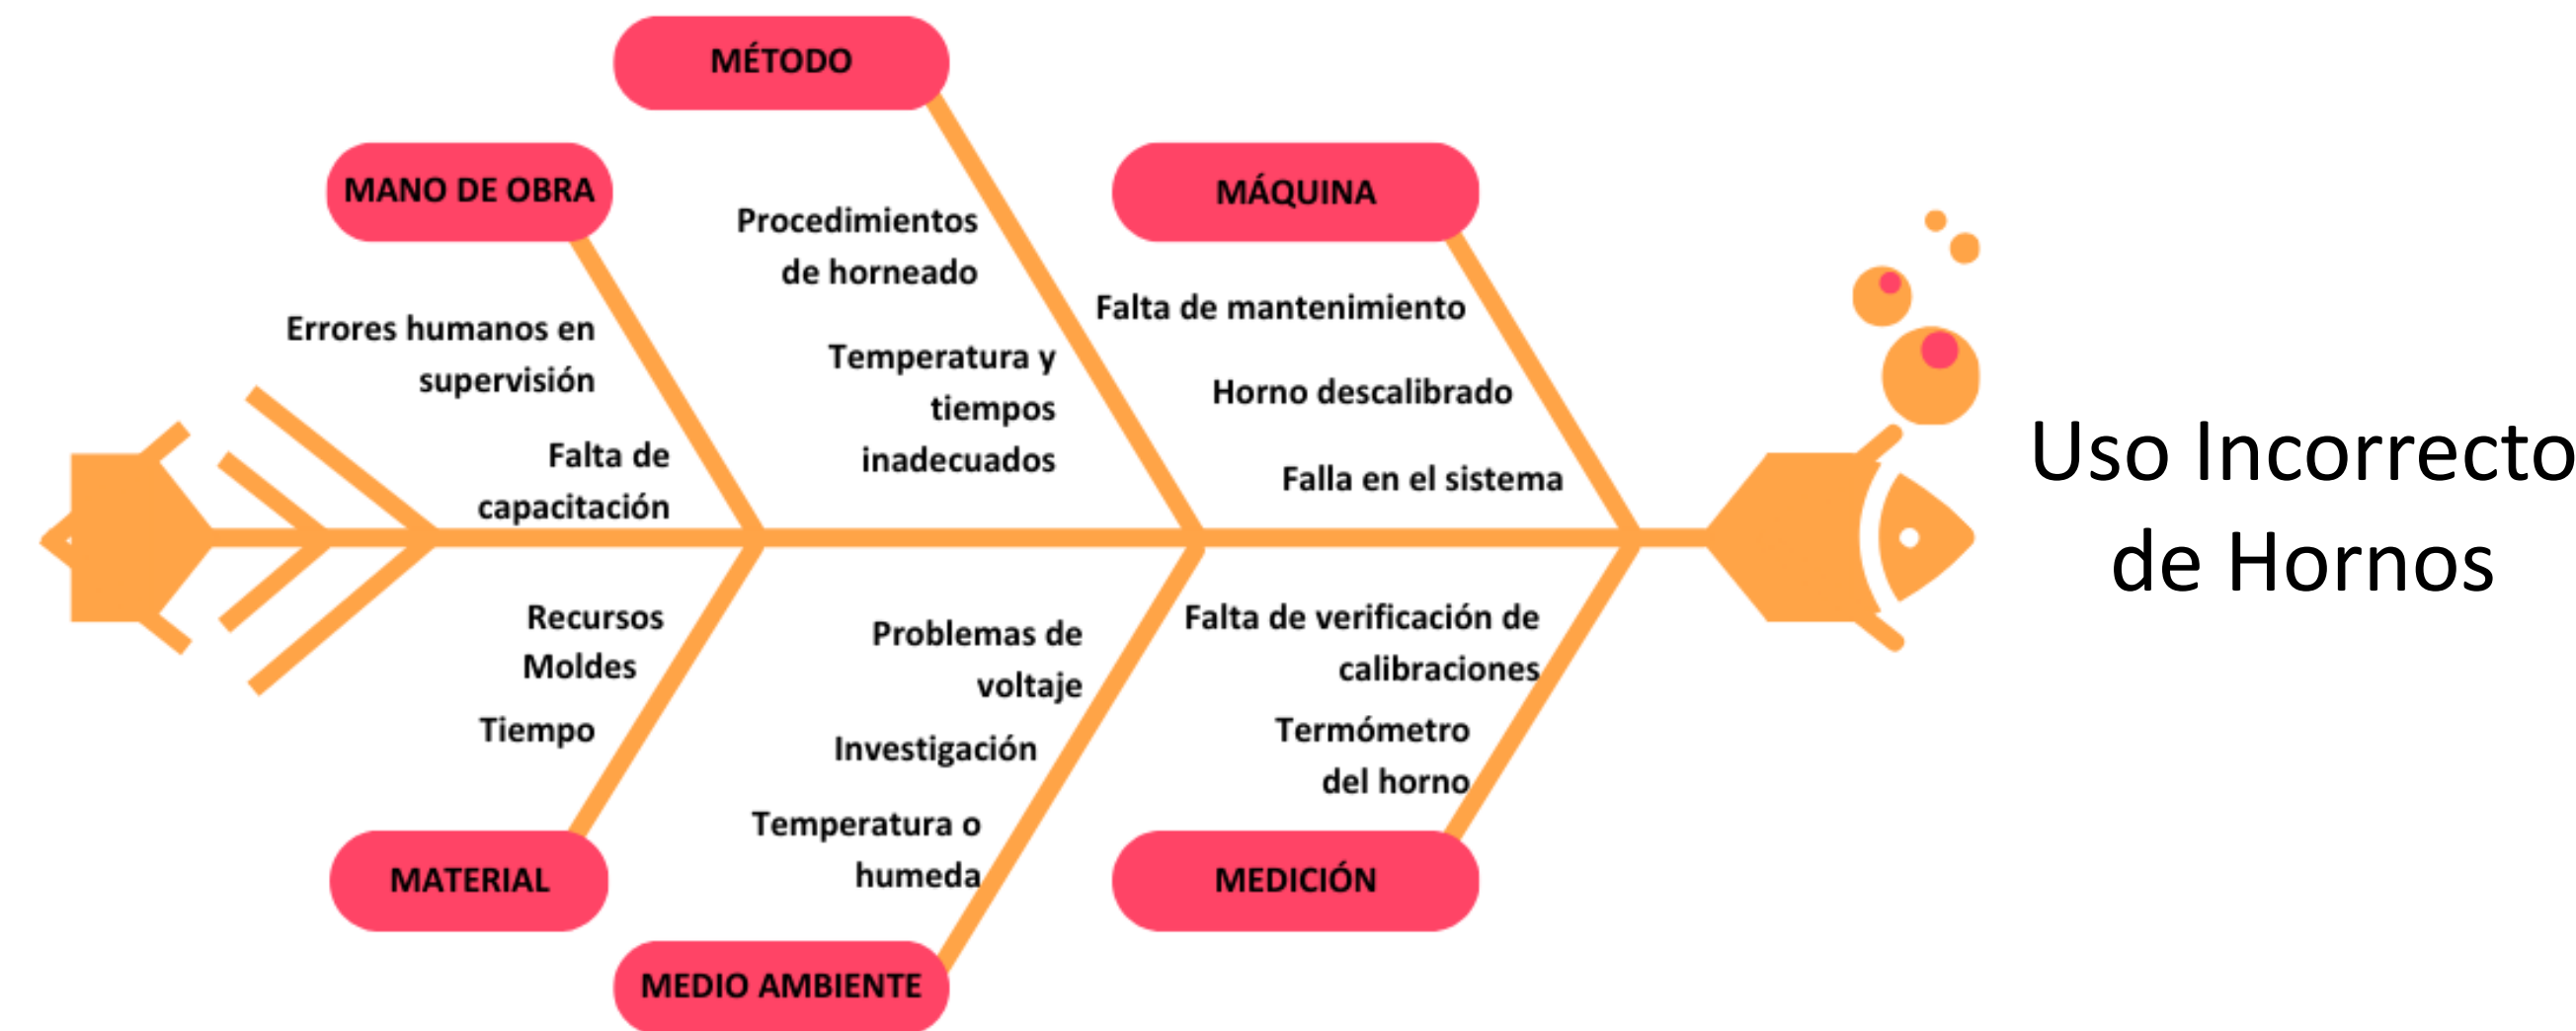 MÉTODO
MANO DE OBRA
MÁQUINA
Procedimientos
de horneado
Temperatura y
tiempos
inadecuados
Errores humanos en
supervisión
Falta de
capacitación
Falta de mantenimiento
Horno descalibrado
Falla en el sistema
Uso Incorrecto
de Hornos
Recursos
Moldes
Tiempo
Problemas de
voltaje
Investigación
Temperatura o
humeda
Falta de verificación de
calibraciones
Termómetro
del horno
MATERIAL
MEDIO AMBIENTE
MEDICIÓN